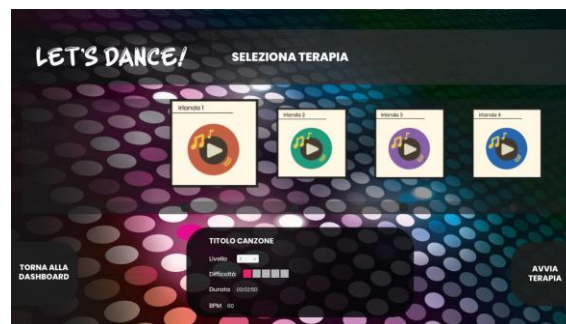 LET'S DANCE!
SELEZIONA TERAPIA
Irlanda 1
Irlanda 2
Irlanda 3
Irlanda 4
TITOLO CANZONE
Livello 1
Difficoltà
Durata 00:02:50
BPM 60
TORNA ALLA
DASHBOARD
AVVIA
TERAPIA